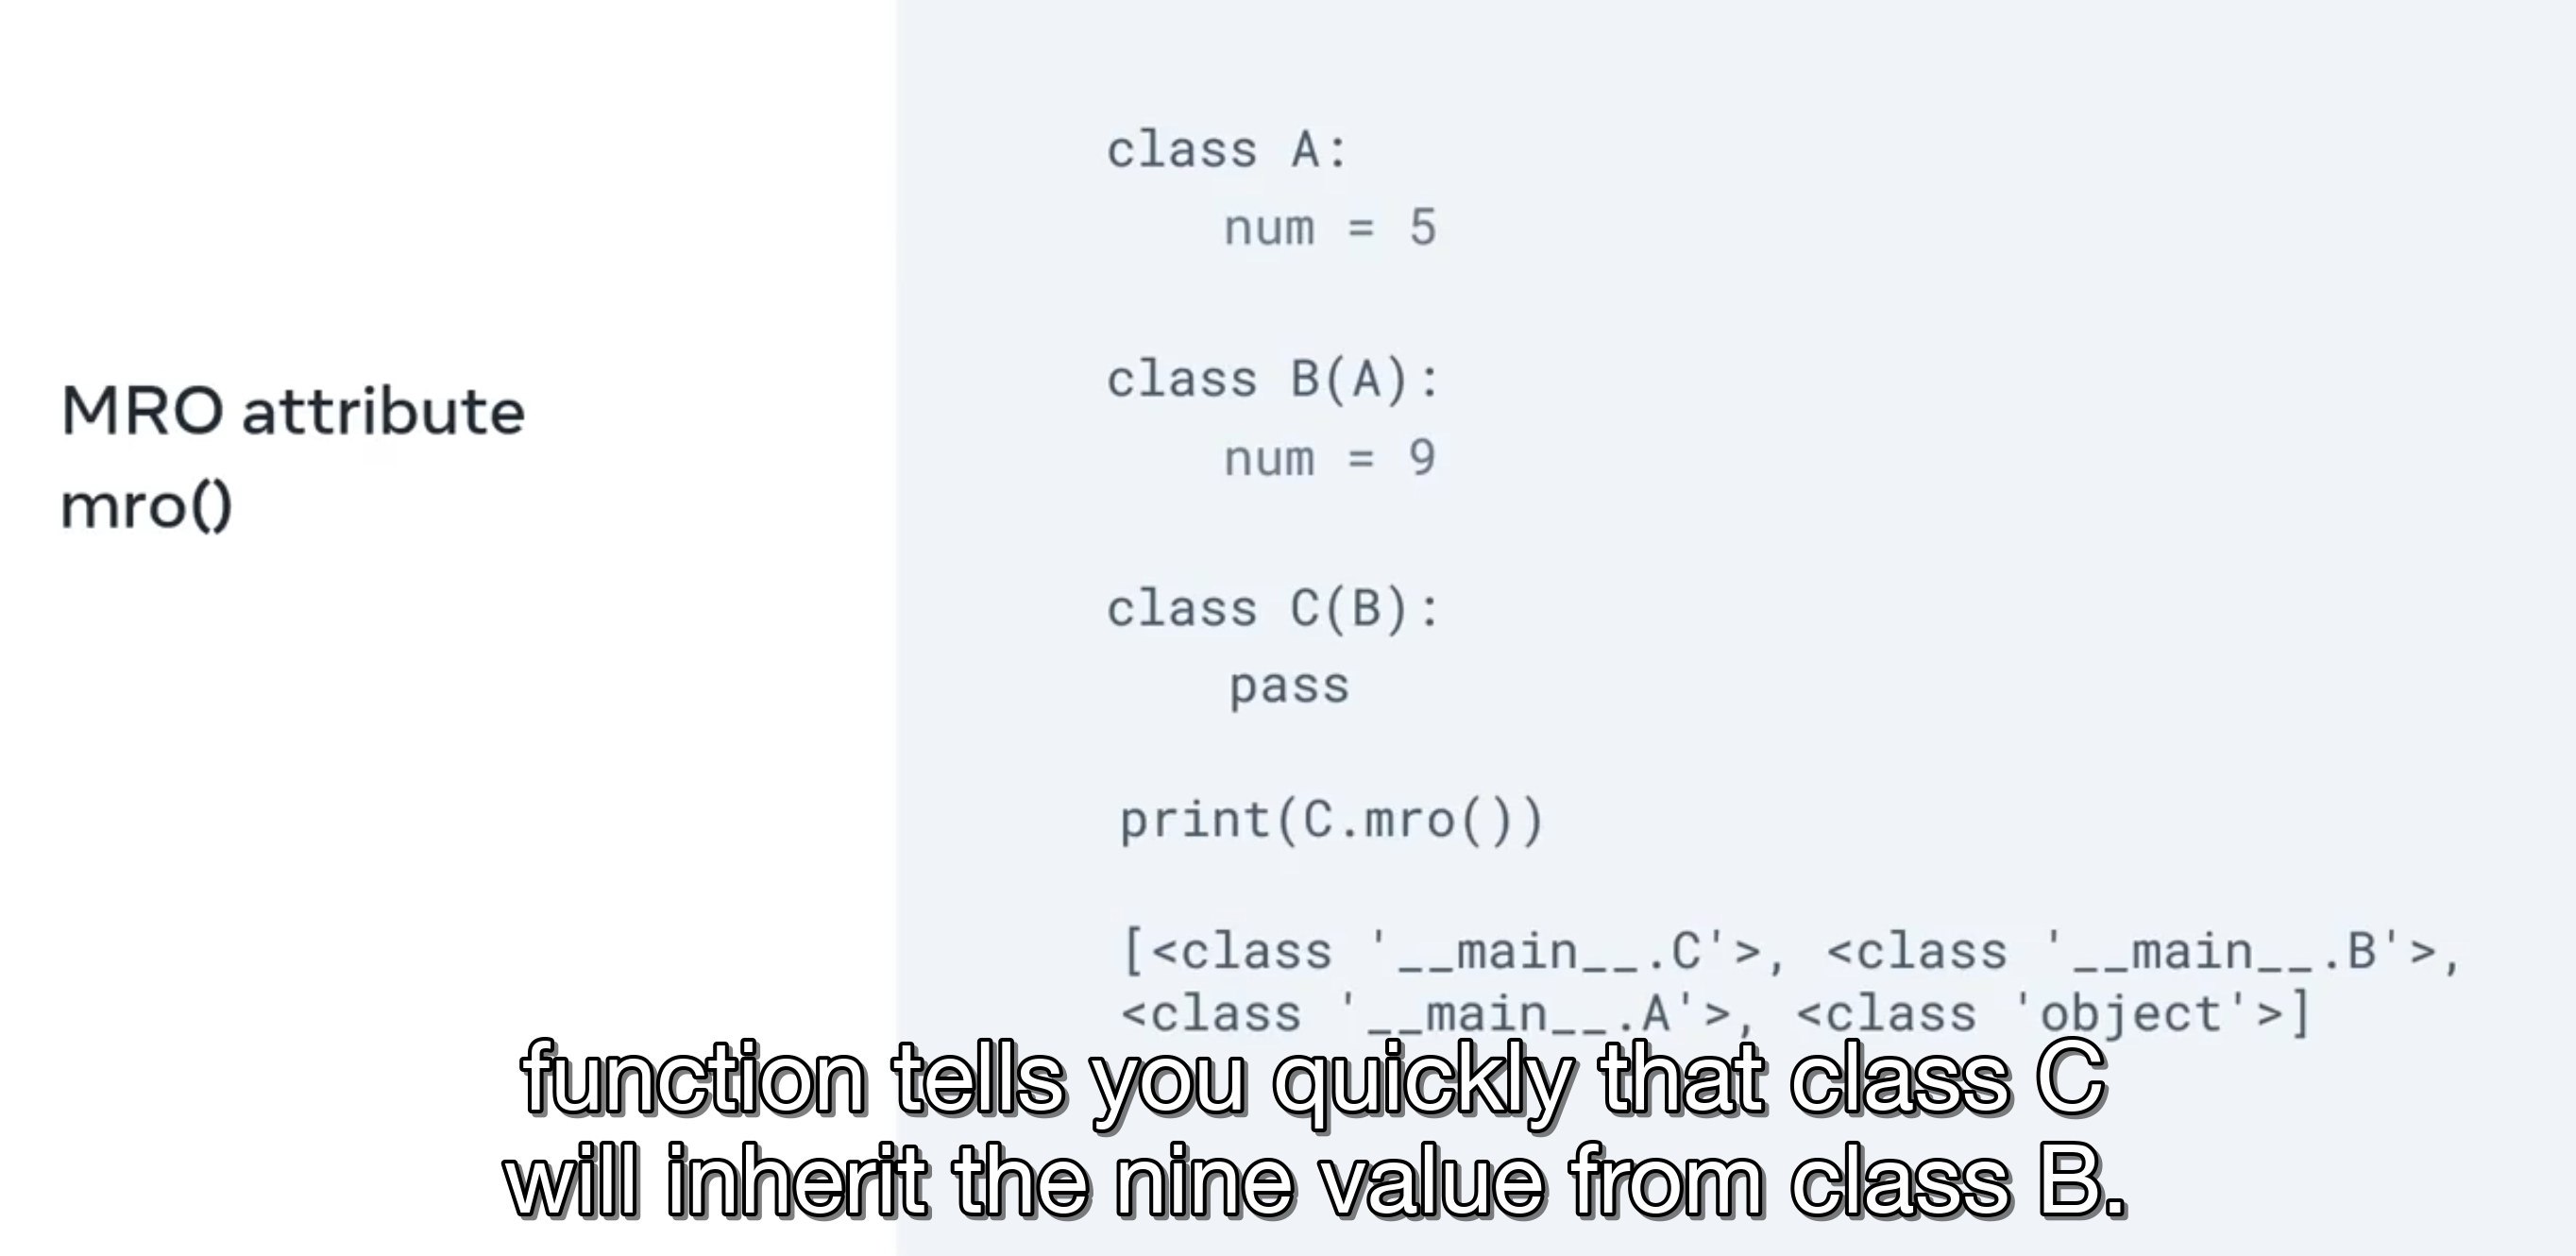 MRO attribute
mro()
class A:
    num = 5
class B(A):
    num = 9
class C(B):
    pass
print(C.mro())
[<class '__main__.C'>, <class '__main__.B'>,
<class '__main__.A'>, <class 'object'>]
function tells you quickly that class C
will inherit the nine value from class B.